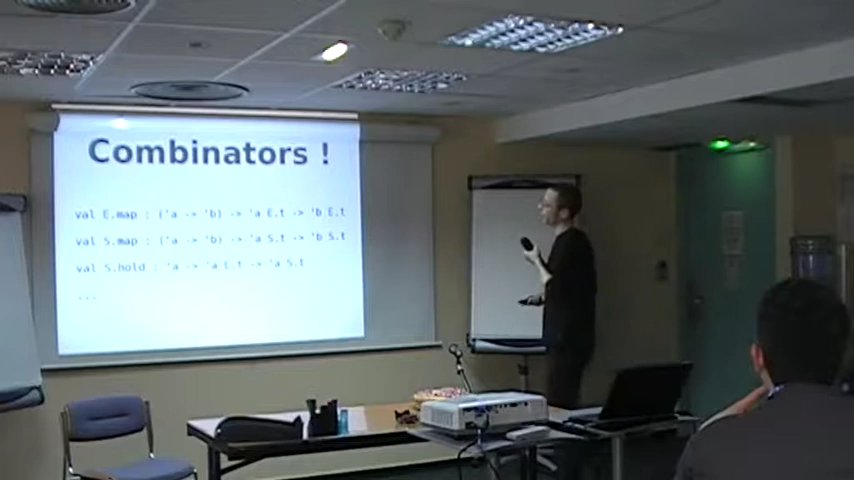 Combinators !
val E.map : ('a -> 'b) -> 'a E.t -> 'b E.t
val S.map : ('a -> 'b) -> 'a S.t -> 'b S.t
val S.hold : 'a -> 'a E.t -> 'a S.t
...